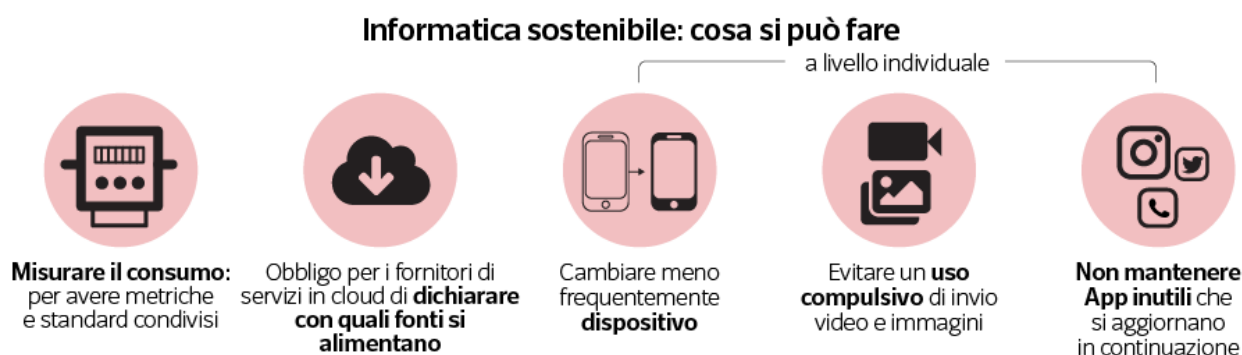 Informatica sostenibile: cosa si può fare
a livello individuale
Misurare il consumo:
per avere metriche
e standard condivisi
Obbligo per i fornitori di
servizi in cloud di dichiarare
con quali fonti si
alimentano
Cambiare meno
frequentemente
dispositivo
Evitare un uso
compulsivo di invio
video e immagini
Non mantenere
App inutili che
si aggiornano
in continuazione